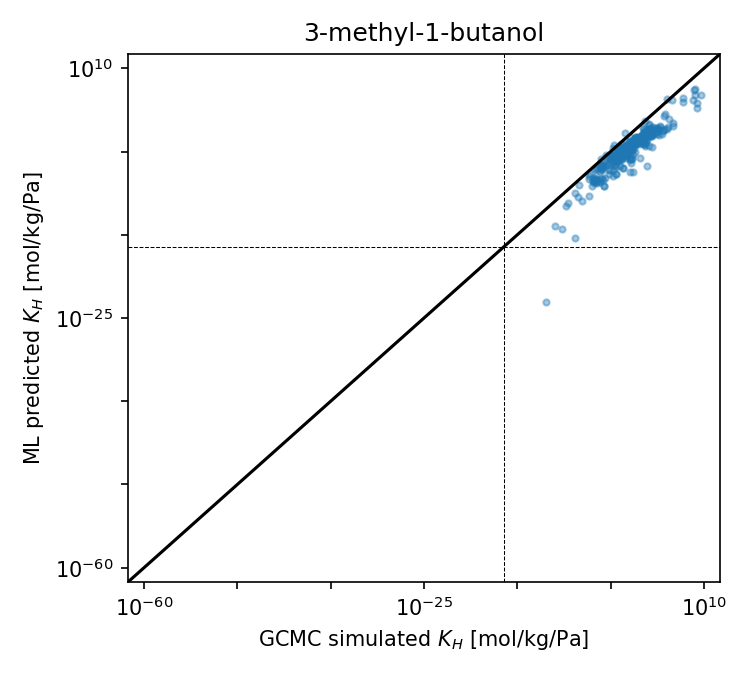 3-methyl-1-butanol
10^10
10^-25
10^-60
ML predicted K_H [mol/kg/Pa]
10^-60 10^-25 10^10
GCMC simulated K_H [mol/kg/Pa]